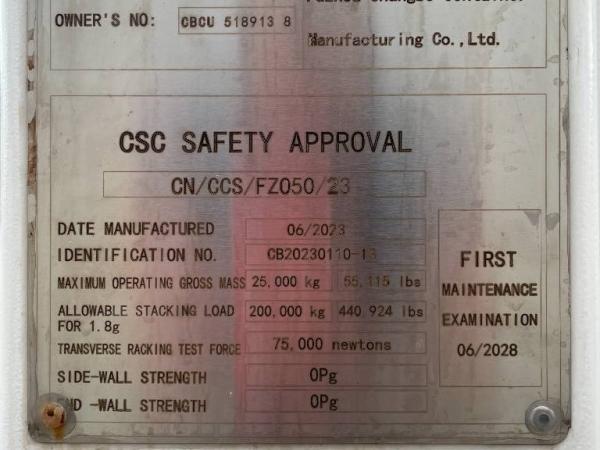 OWNER'S NO: CBCU 518913 8
Manufacturing Co.,Ltd.
CSC SAFETY APPROVAL
CN/CCS/FZ050/23
DATE MANUFACTURED 06/2023
IDENTIFICATION NO. CB20230110-13
MAXIMUM OPERATING GROSS MASS 25,000 kg 55,115 lbs
ALLOWABLE STACKING LOAD 200,000 kg 440,924 lbs
FOR 1.8g
TRANSVERSE RACKING TEST FORCE 75,000 newtons
SIDE-WALL STRENGTH 0Pg
END -WALL STRENGTH 0Pg
FIRST
MAINTENANCE
EXAMINATION
06/2028